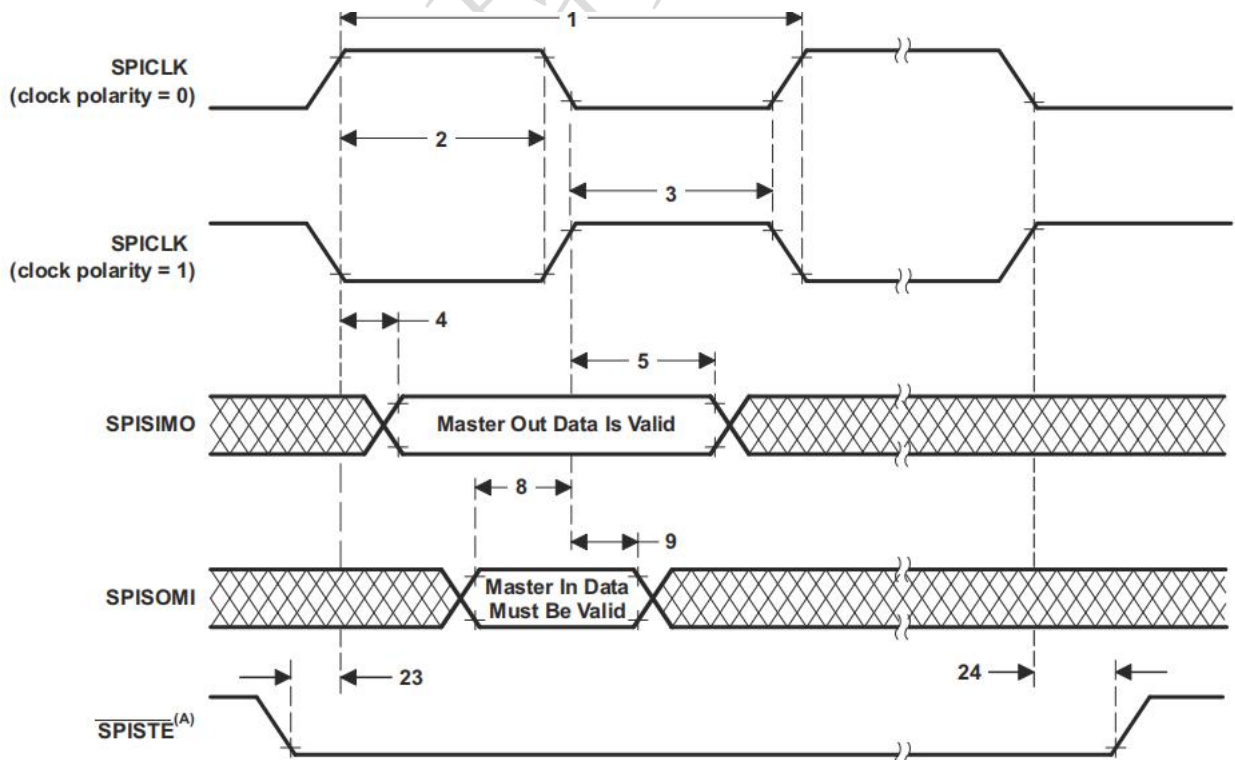 1
SPICLK
(clock polarity = 0)
2
3
SPICLK
(clock polarity = 1)
4
5
SPISIMO
Master Out Data Is Valid
8
9
SPISOMI
Master In Data
Must Be Valid
23
24
SPISTE(A)